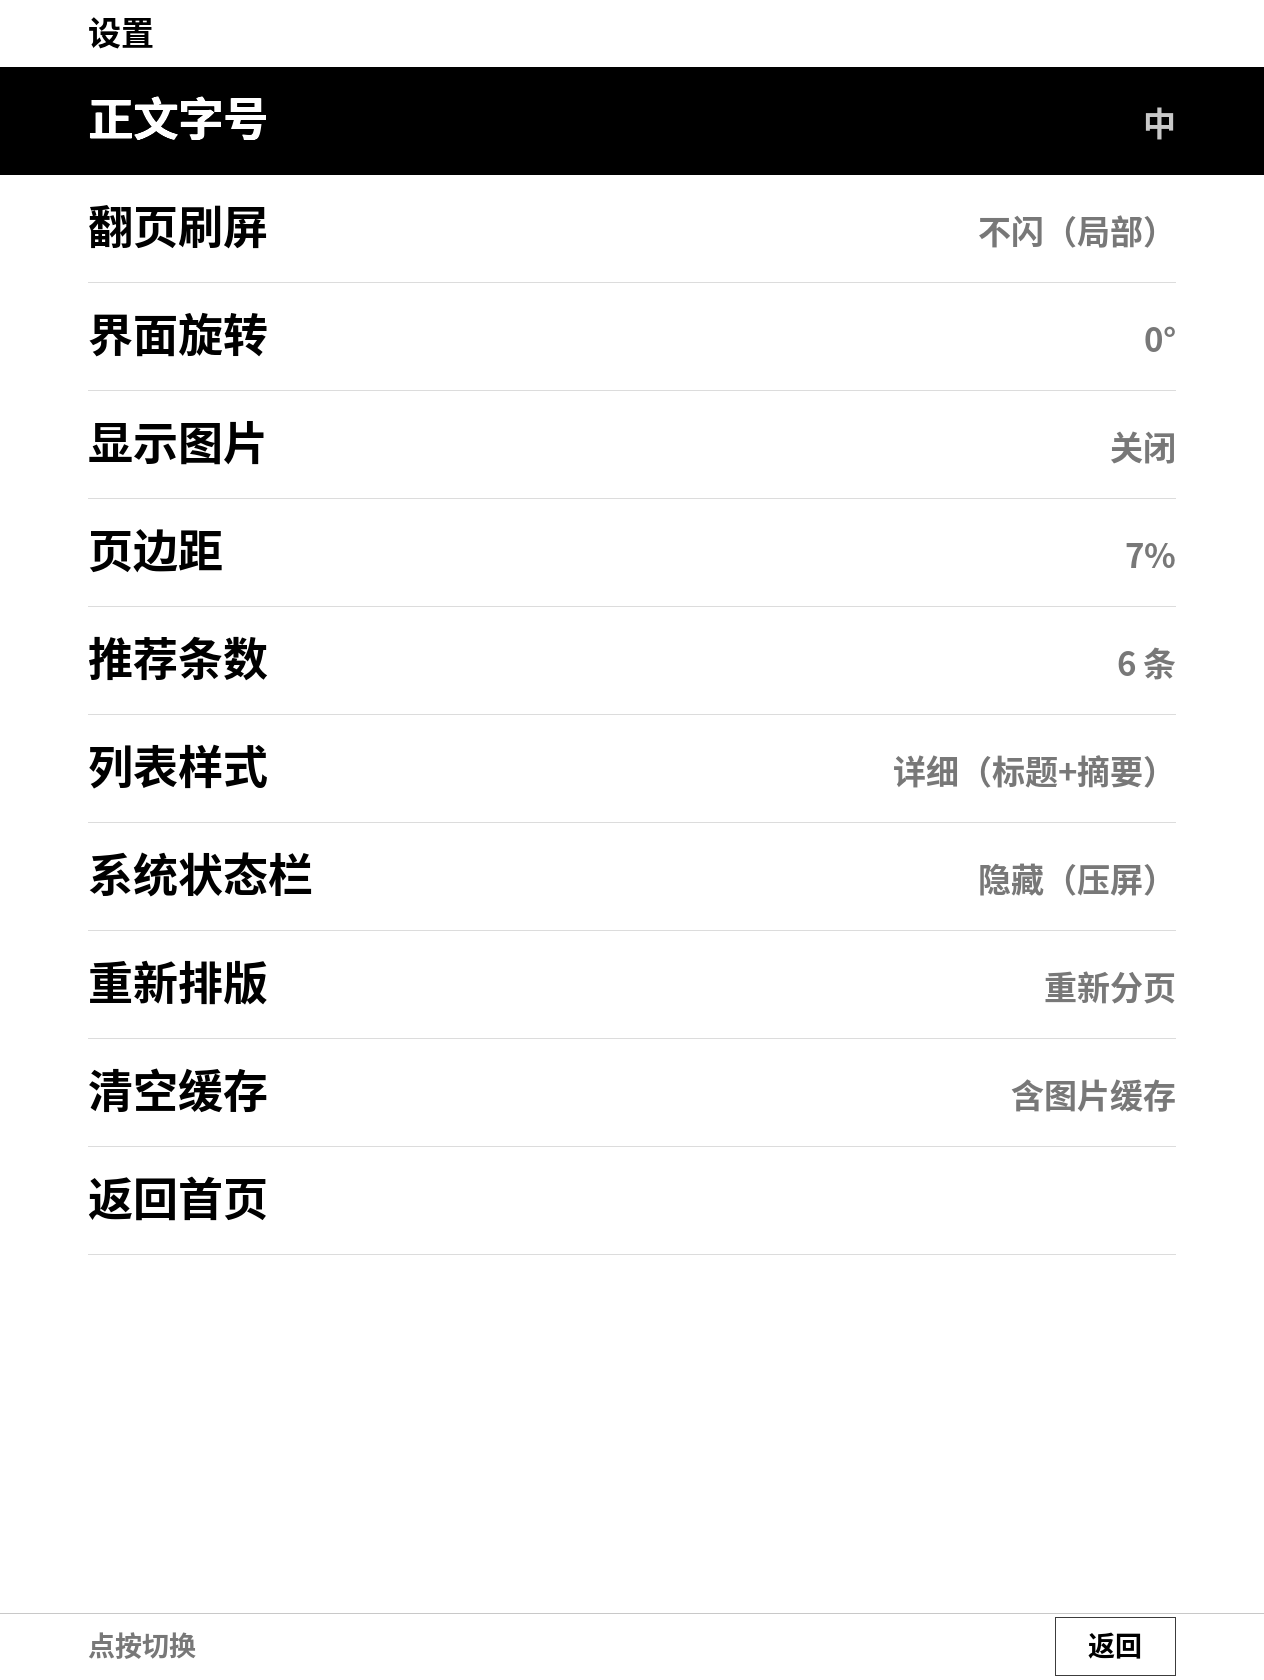 设置
正文字号 中
翻页刷屏 不闪（局部）
界面旋转 0°
显示图片 关闭
页边距 7%
推荐条数 6 条
列表样式 详细（标题+摘要）
系统状态栏 隐藏（压屏）
重新排版 重新分页
清空缓存 含图片缓存
返回首页
点按切换 返回